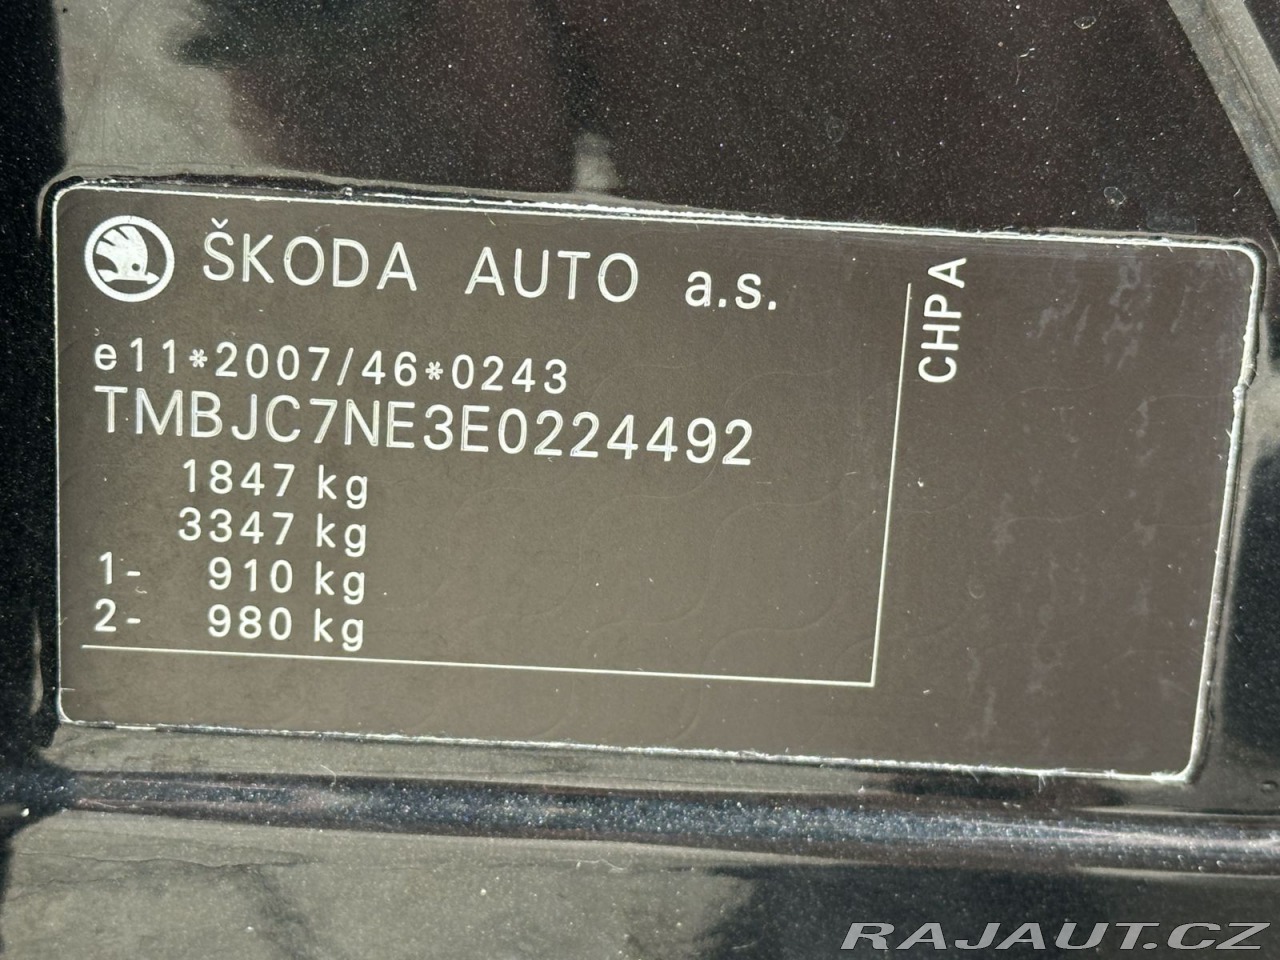 ŠKODA AUTO a.s.
e11*2007/46*0243
TMBJC7NE3E0224492
1847 kg
3347 kg
1- 910 kg
2- 980 kg
CHPA
RAJAUT.CZ